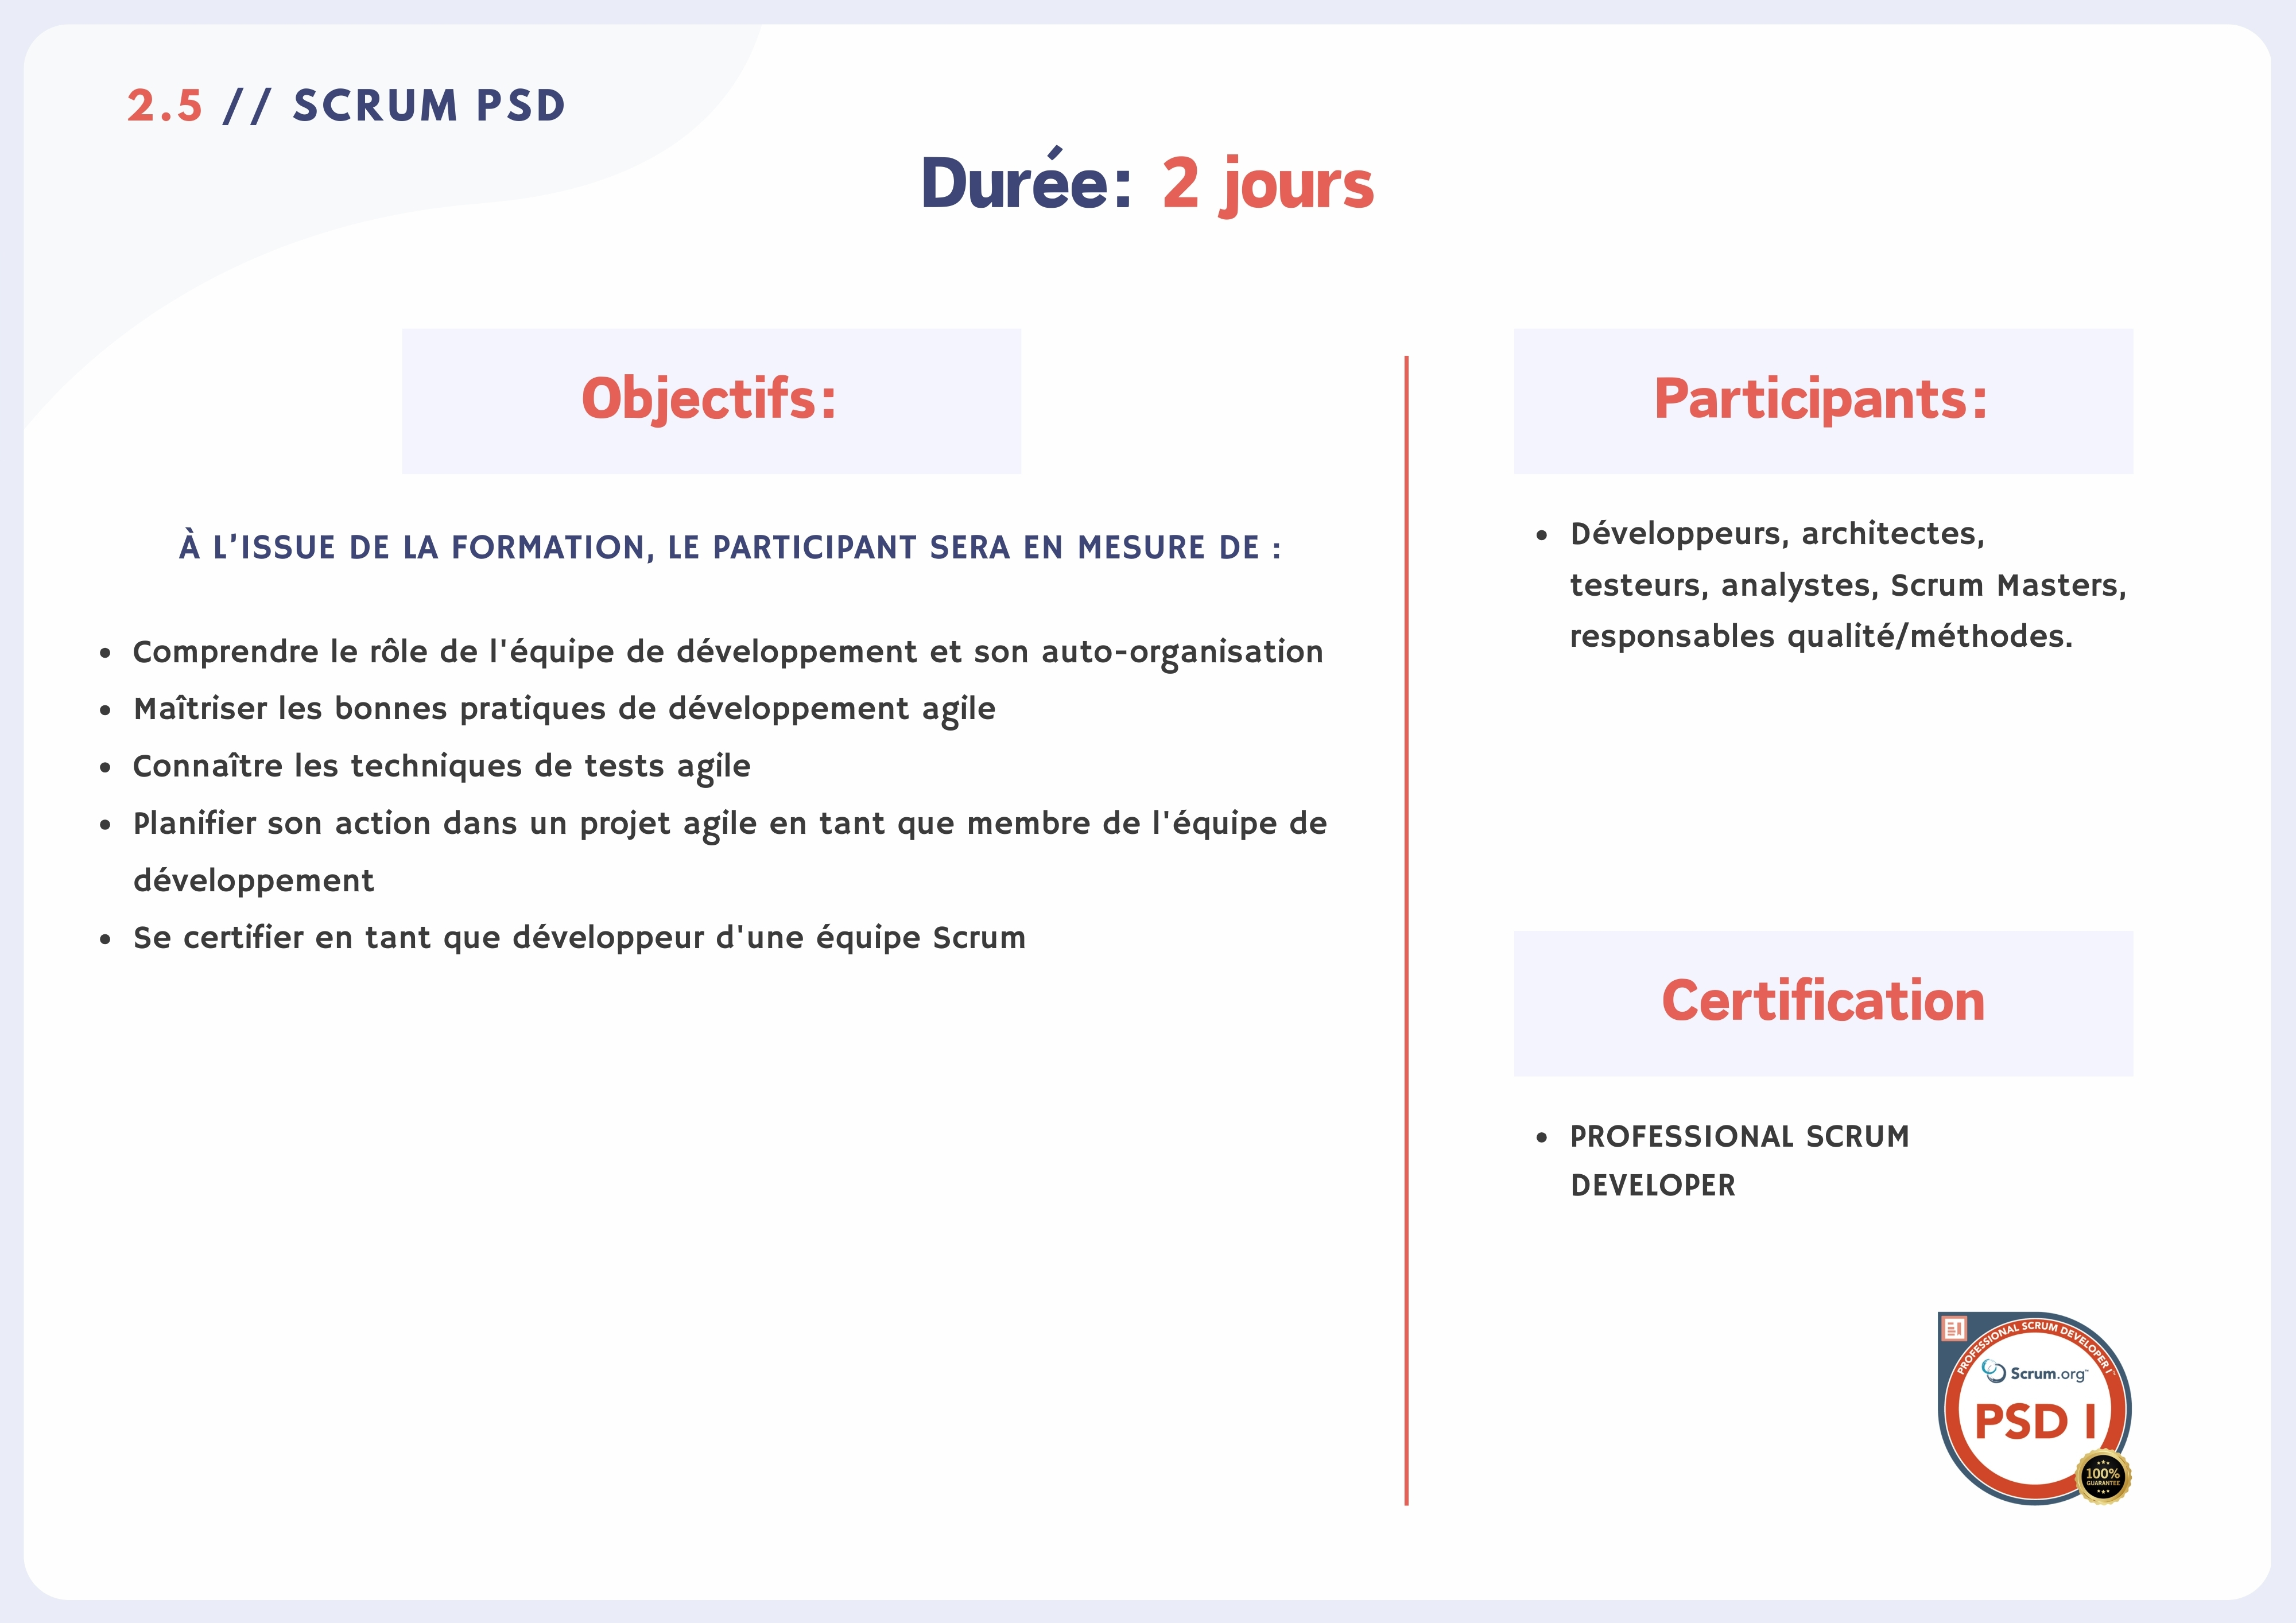 2.5 // SCRUM PSD
Durée: 2 jours
Objectifs:
À L'ISSUE DE LA FORMATION, LE PARTICIPANT SERA EN MESURE DE :
• Comprendre le rôle de l'équipe de développement et son auto-organisation
• Maîtriser les bonnes pratiques de développement agile
• Connaître les techniques de tests agile
• Planifier son action dans un projet agile en tant que membre de l'équipe de
développement
• Se certifier en tant que développeur d'une équipe Scrum
Participants:
• Développeurs, architectes,
testeurs, analystes, Scrum Masters,
responsables qualité/méthodes.
Certification
• PROFESSIONAL SCRUM
DEVELOPER
PROFESSIONAL SCRUM DEVELOPER I™
Scrum.org™
PSD I
100%
GUARANTEE